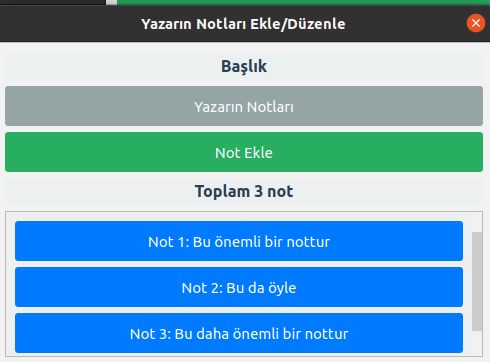 Yazarın Notları Ekle/Düzenle
Başlık
Yazarın Notları
Not Ekle
Toplam 3 not
Not 1: Bu önemli bir nottur
Not 2: Bu da öyle
Not 3: Bu daha önemli bir nottur